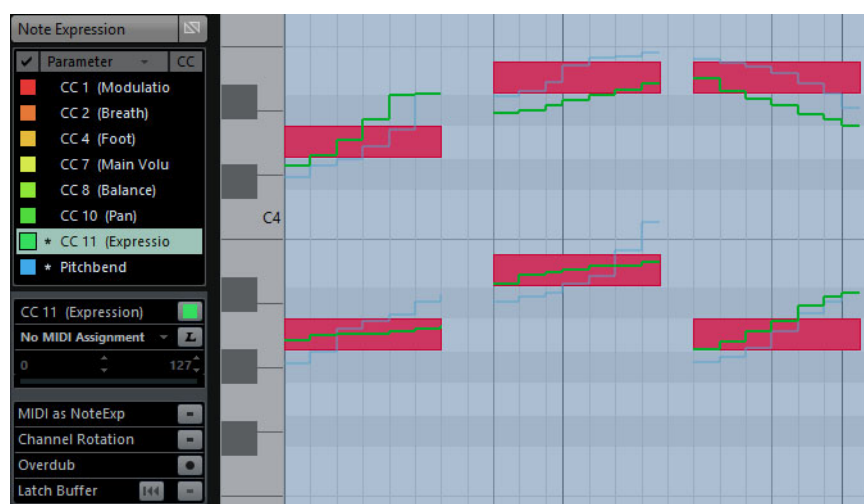 Note Expression
Parameter CC
CC 1 (Modulatio
CC 2 (Breath)
CC 4 (Foot)
CC 7 (Main Volu
CC 8 (Balance)
CC 10 (Pan)
* CC 11 (Expressio
* Pitchbend
CC 11 (Expression)
No MIDI Assignment L
0 127
MIDI as NoteExp
Channel Rotation
Overdub
Latch Buffer
C4